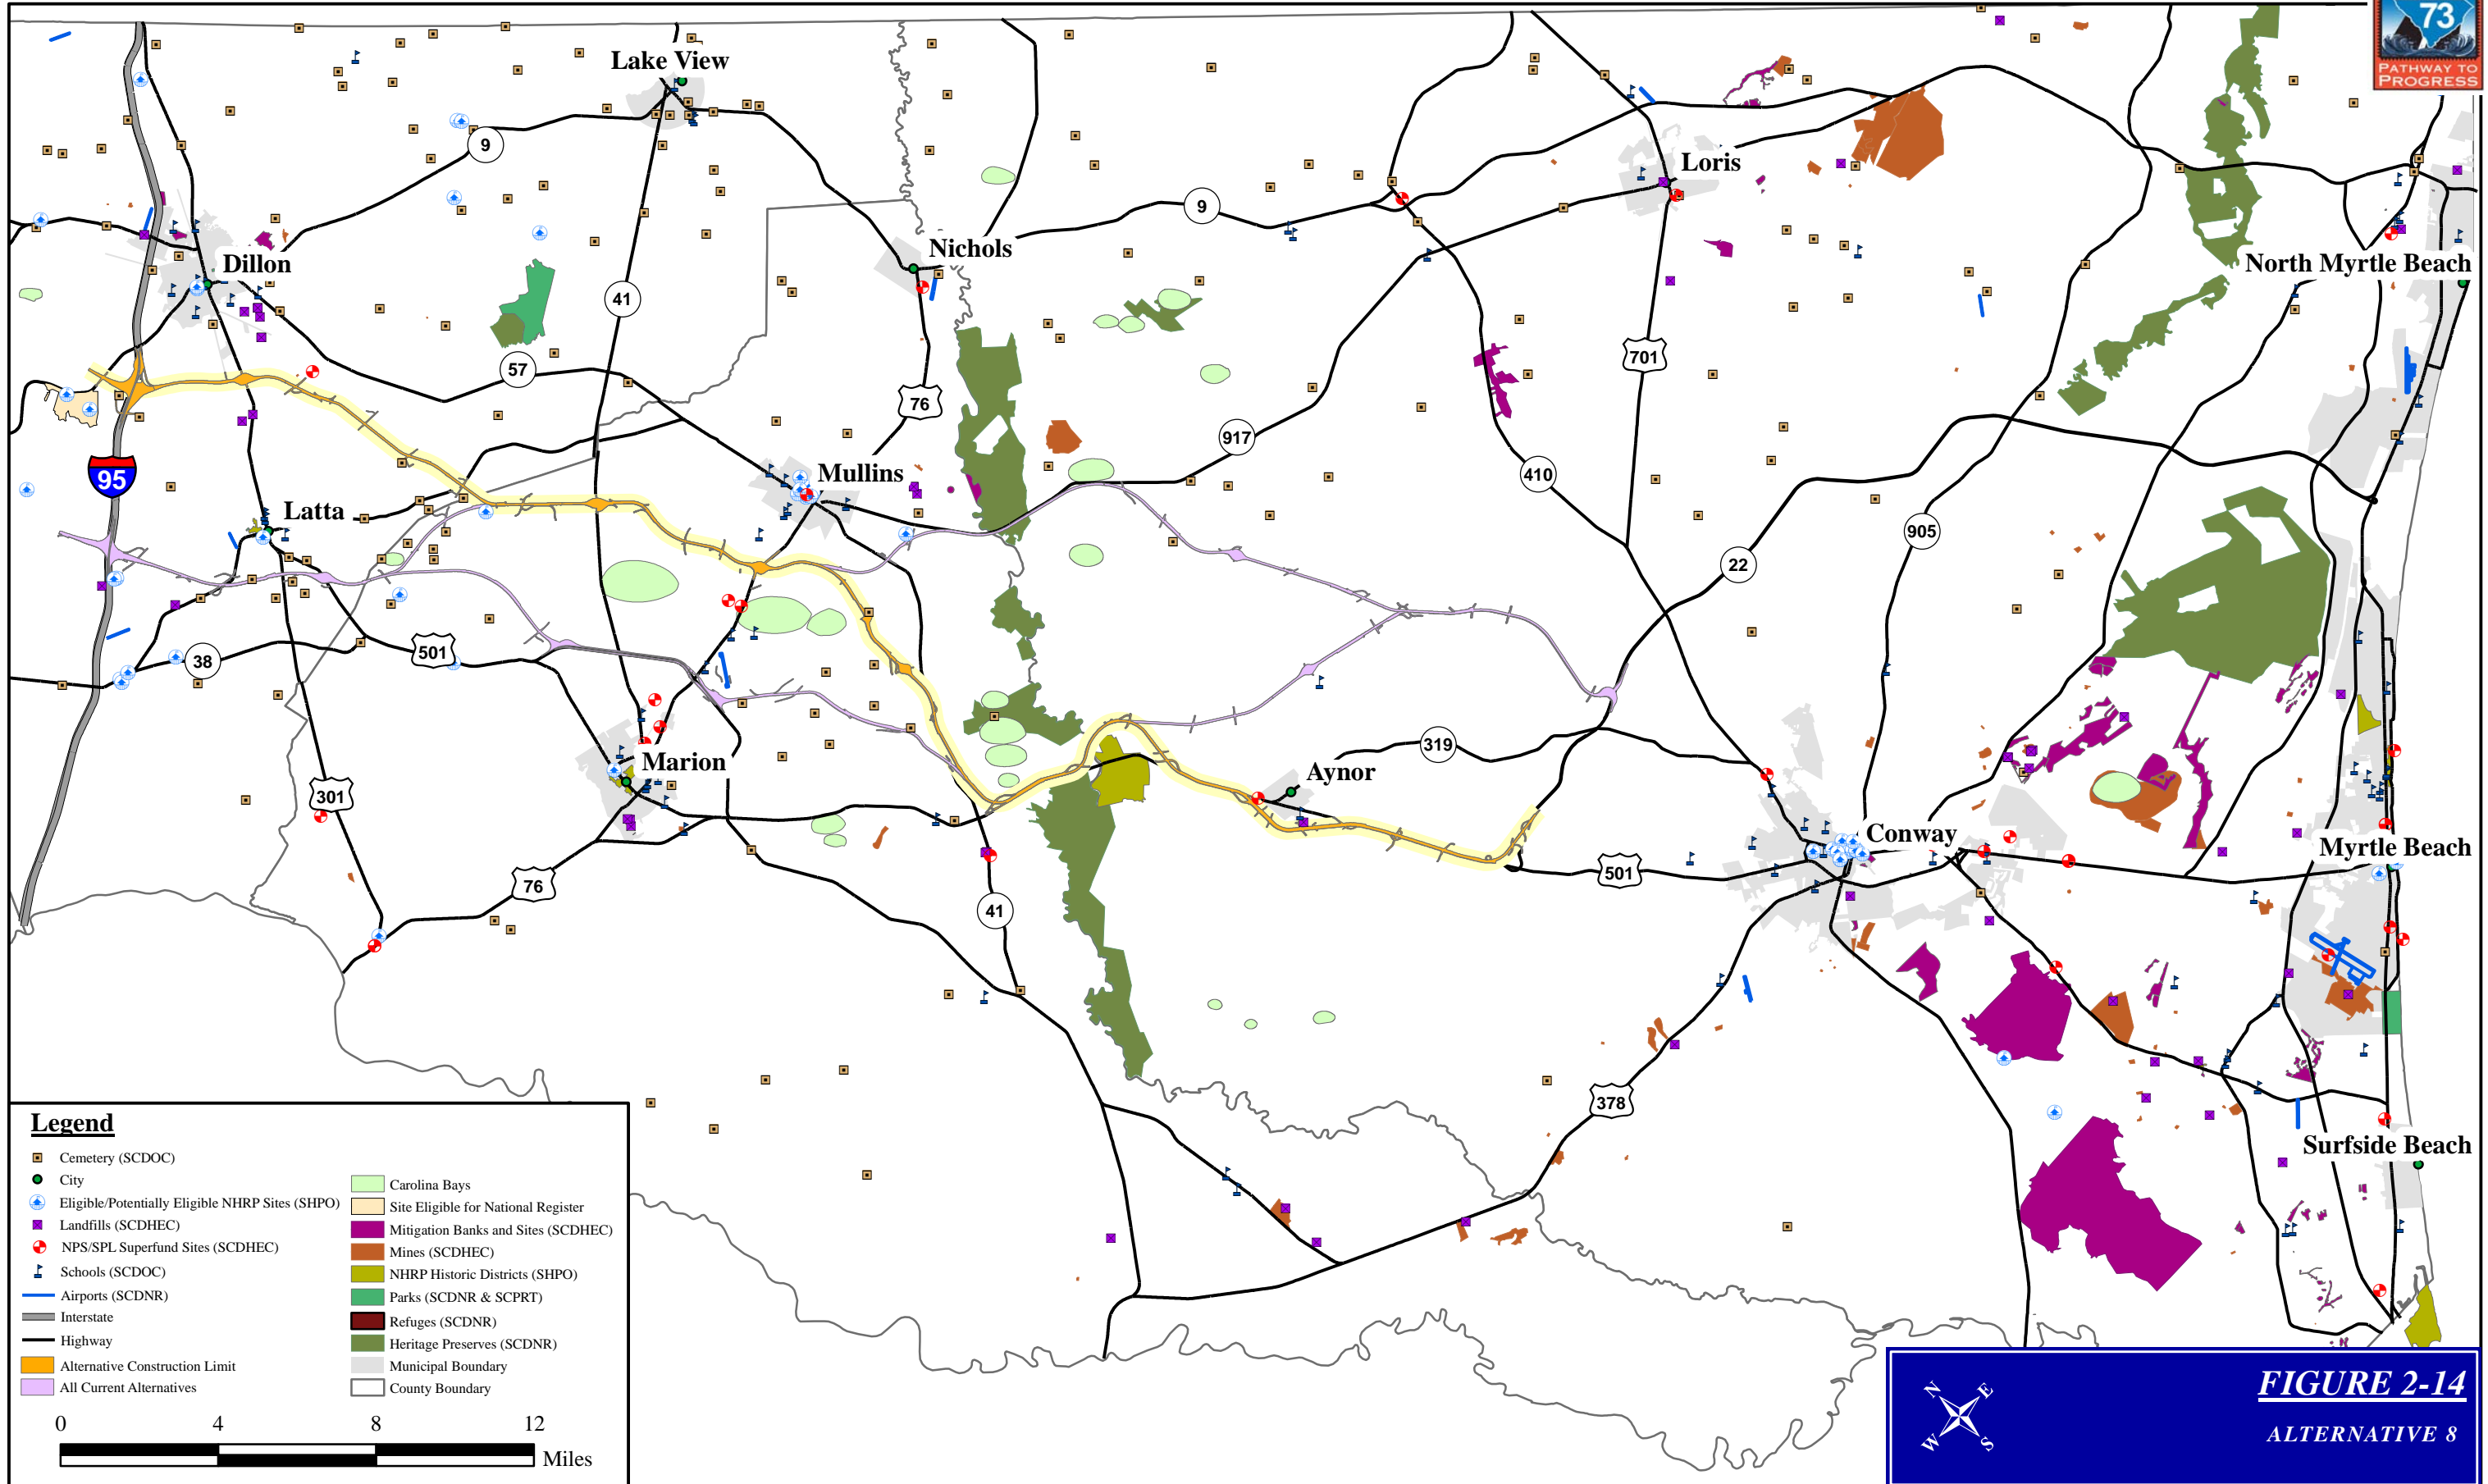 73
PATHWAY TO
PROGRESS
Lake View
9
Loris
9
Dillon
Nichols
North Myrtle Beach
41
57
76
701
917
95
Mullins
410
Latta
905
22
38
501
Marion
319
Aynor
301
Conway
Myrtle Beach
76
501
41
378
Surfside Beach
Legend
Cemetery (SCDOC)
City
Eligible/Potentially Eligible NHRP Sites (SHPO)
Landfills (SCDHEC)
NPS/SPL Superfund Sites (SCDHEC)
Schools (SCDOC)
Airports (SCDNR)
Interstate
Highway
Alternative Construction Limit
All Current Alternatives
Carolina Bays
Site Eligible for National Register
Mitigation Banks and Sites (SCDHEC)
Mines (SCDHEC)
NHRP Historic Districts (SHPO)
Parks (SCDNR & SCPRT)
Refuges (SCDNR)
Heritage Preserves (SCDNR)
Municipal Boundary
County Boundary
0 4 8 12
Miles
N E
W S
FIGURE 2-14
ALTERNATIVE 8